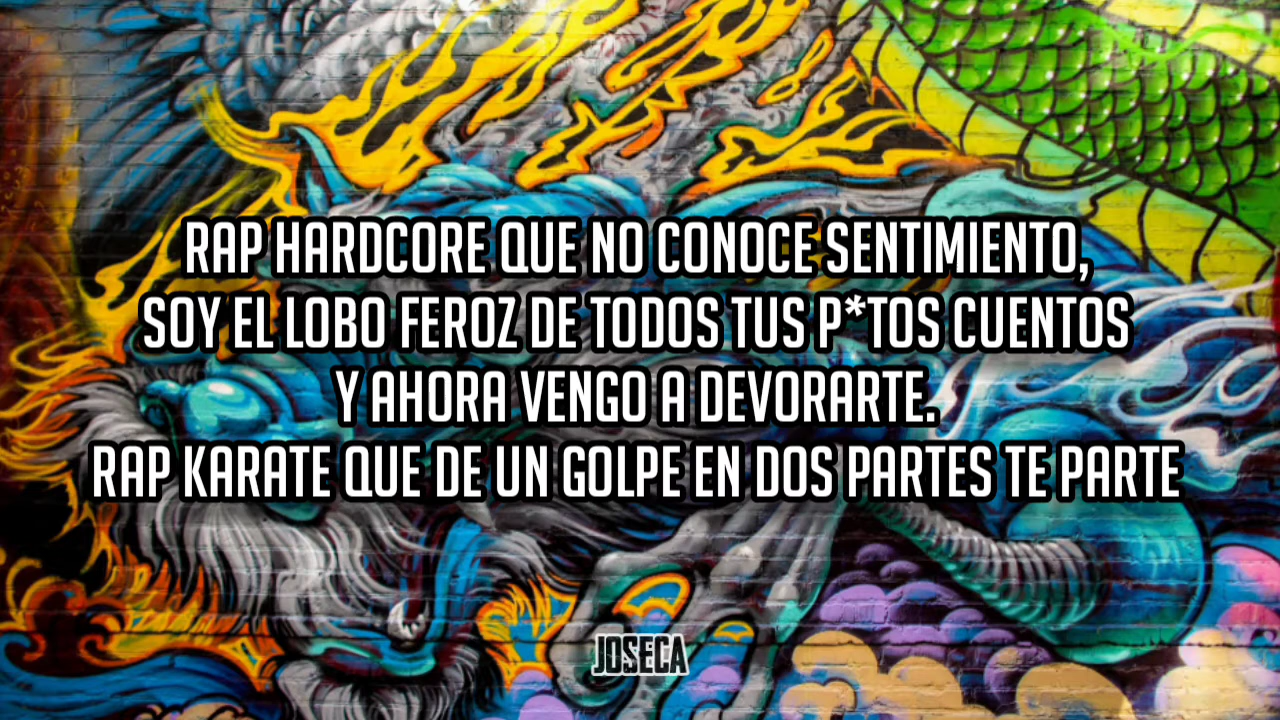 RAP HARDCORE QUE NO CONOCE SENTIMIENTO,
SOY EL LOBO FEROZ DE TODOS TUS P*TOS CUENTOS
Y AHORA VENGO A DEVORARTE.
RAP KARATE QUE DE UN GOLPE EN DOS PARTES TE PARTE
JOSECA